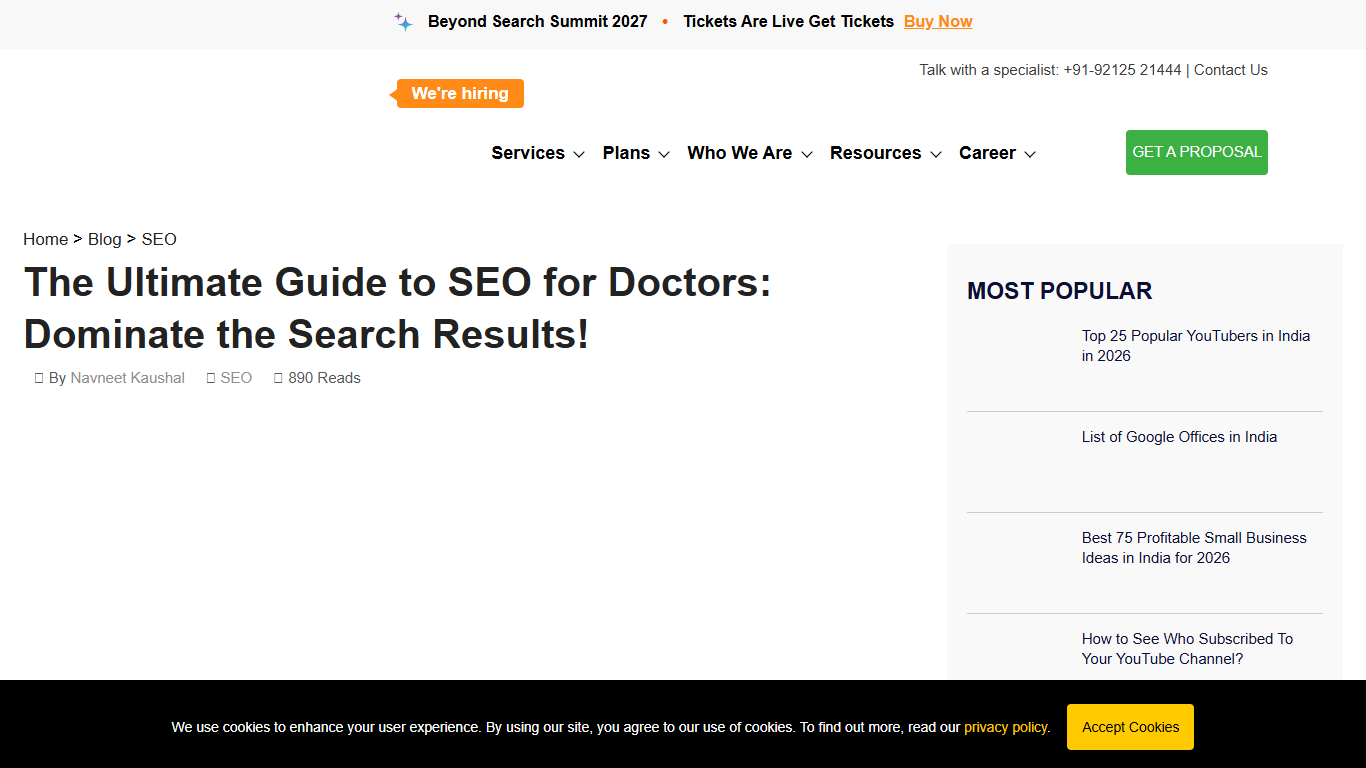 Beyond Search Summit 2027 • Tickets Are Live Get Tickets Buy Now
Talk with a specialist: +91-92125 21444 | Contact Us
We're hiring
Services Plans Who We Are Resources Career
GET A PROPOSAL
Home > Blog > SEO
The Ultimate Guide to SEO for Doctors:
Dominate the Search Results!
By Navneet Kaushal SEO 890 Reads
MOST POPULAR
Top 25 Popular YouTubers in India
in 2026
List of Google Offices in India
Best 75 Profitable Small Business
Ideas in India for 2026
How to See Who Subscribed To
Your YouTube Channel?
We use cookies to enhance your user experience. By using our site, you agree to our use of cookies. To find out more, read our privacy policy.
Accept Cookies